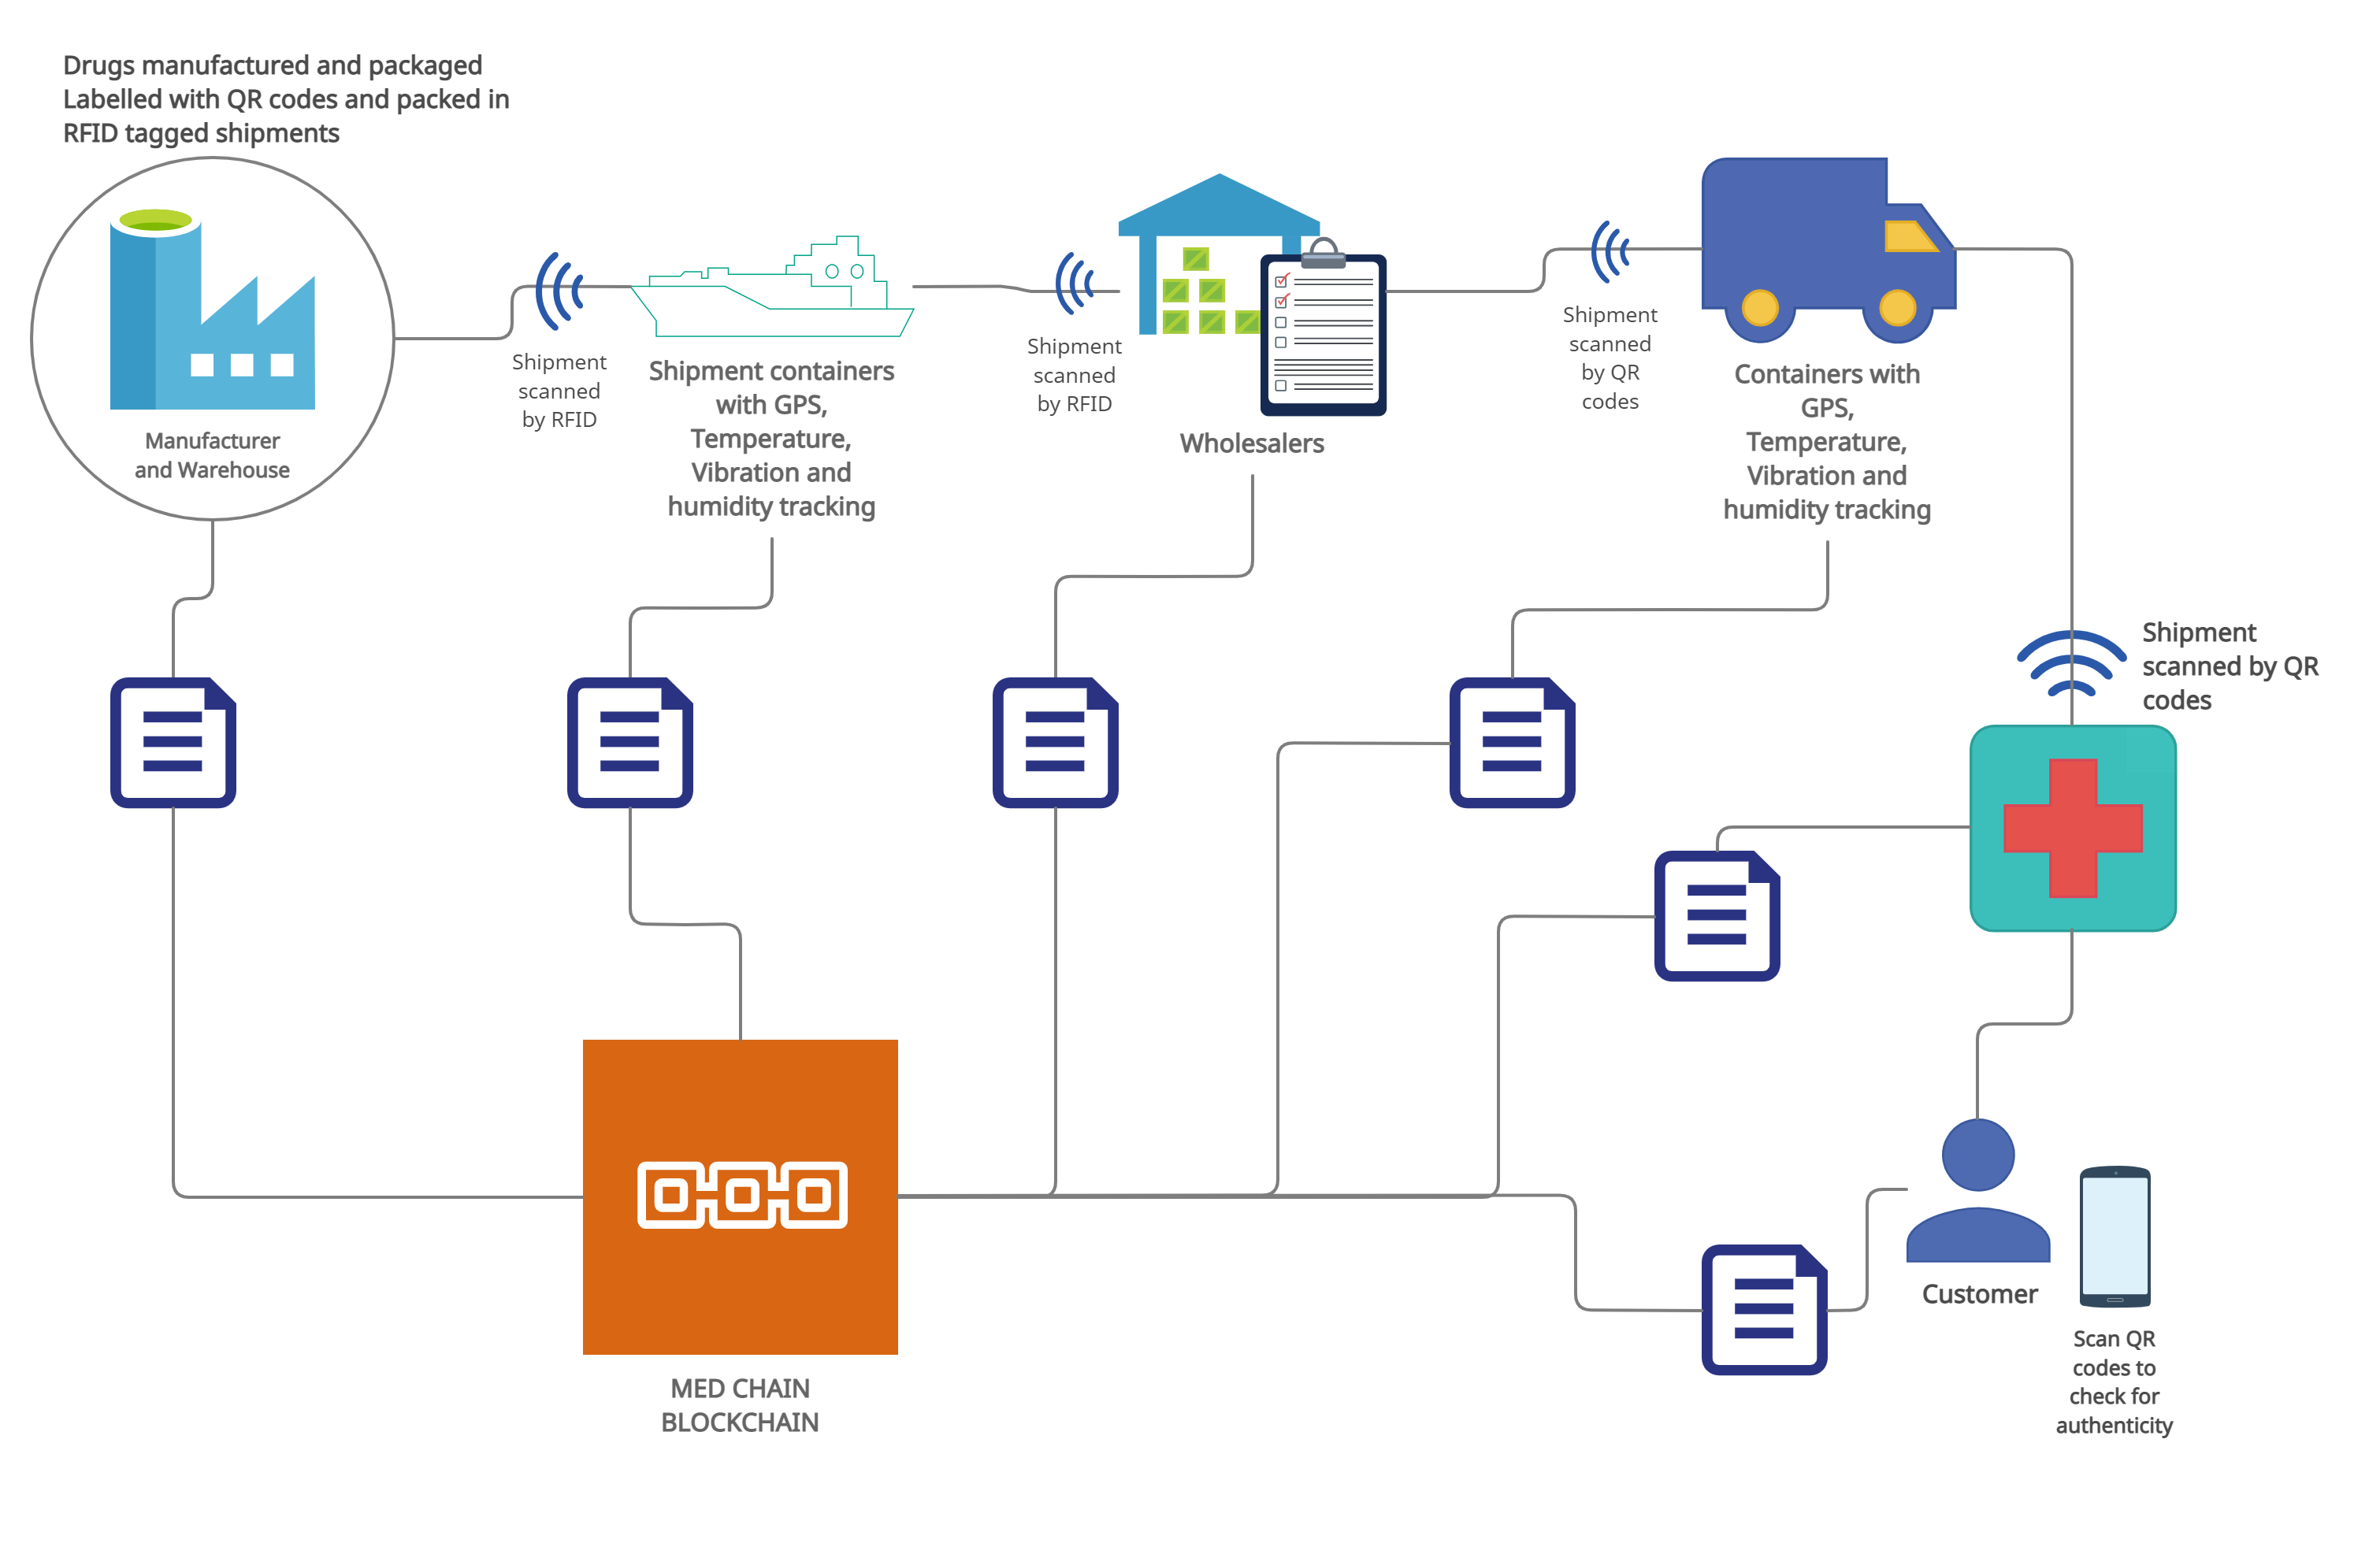 Drugs manufactured and packaged
Labelled with QR codes and packed in
RFID tagged shipments
Manufacturer
and Warehouse
Shipment
scanned
by RFID
Shipment containers
with GPS,
Temperature,
Vibration and
humidity tracking
Shipment
scanned
by RFID
Wholesalers
Shipment
scanned
by QR
codes
Containers with
GPS,
Temperature,
Vibration and
humidity tracking
Shipment
scanned by QR
codes
Customer
Scan QR
codes to
check for
authenticity
MED CHAIN
BLOCKCHAIN